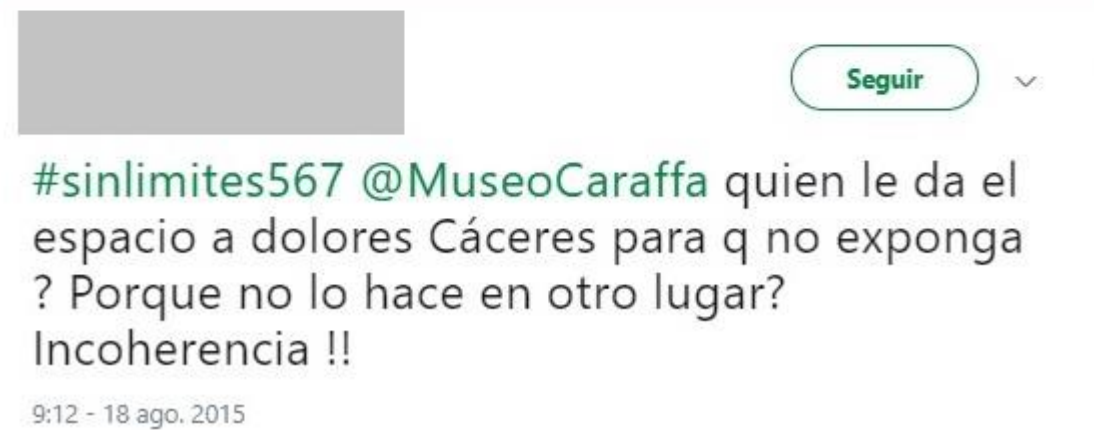 Seguir
#sinlimites567 @MuseoCaraffa quien le da el
espacio a dolores Cáceres para q no exponga
? Porque no lo hace en otro lugar?
Incoherencia !!
9:12 - 18 ago. 2015